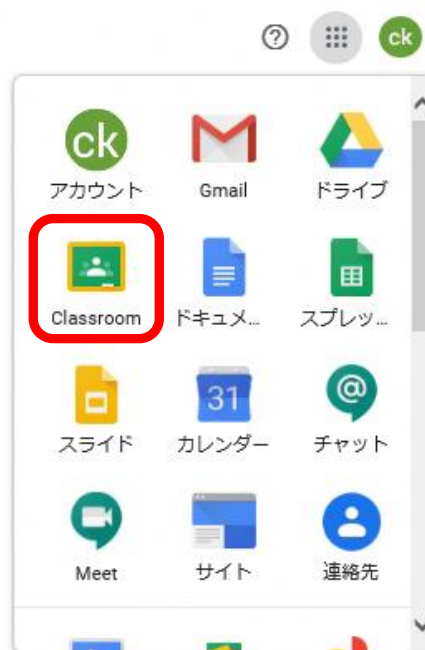 ck
ck
アカウント Gmail ドライブ
Classroom ドキュメ... スプレッ...
31
スライド カレンダー チャット
Meet サイト 連絡先